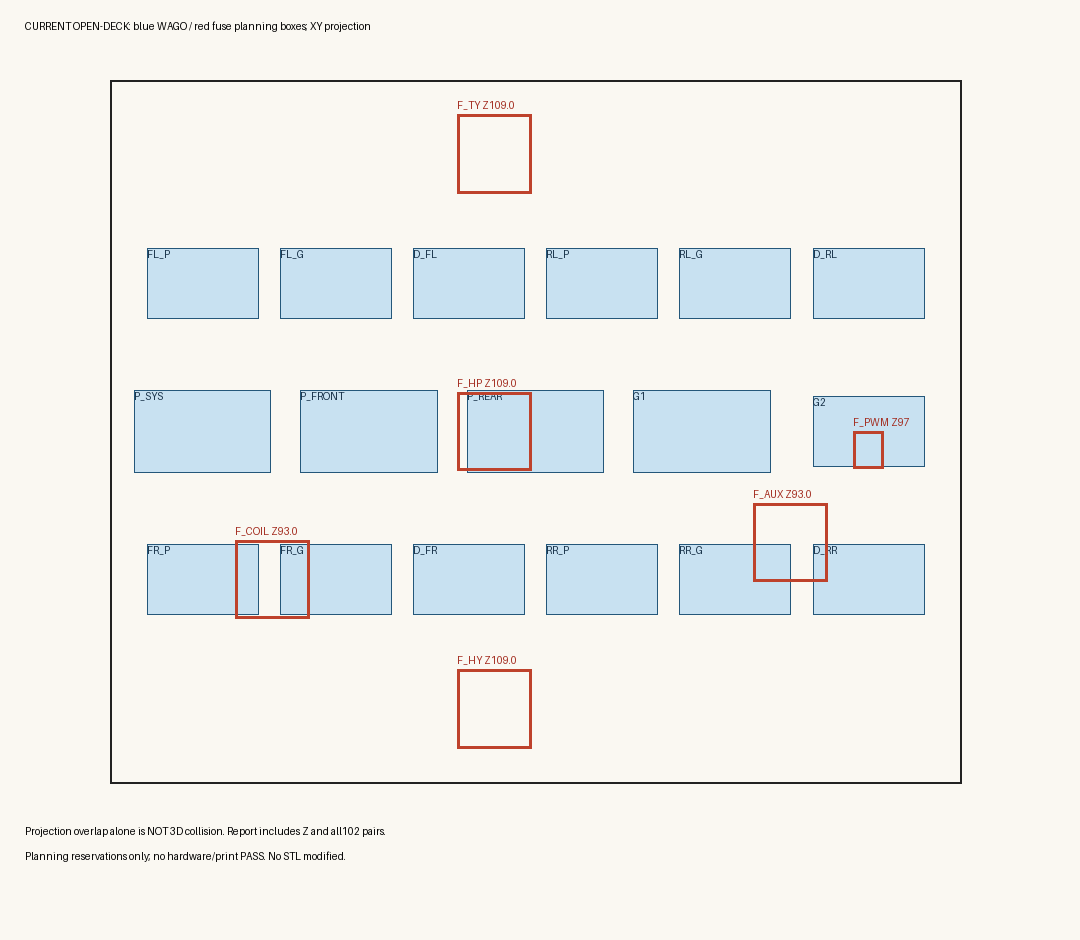 CURRENT OPEN-DECK: blue WAGO / red fuse planning boxes; XY projection
F_TY Z109.0
FL_P
FL_G
D_FL
RL_P
RL_G
D_RL
F_HP Z109.0
P_SYS
P_FRONT
P_REAR
G1
G2
F_PWM Z97
F_AUX Z93.0
F_COIL Z93.0
FR_P
FR_G
D_FR
RR_P
RR_G
D_RR
F_HY Z109.0
Projection overlap alone is NOT 3D collision. Report includes Z and all 102 pairs.
Planning reservations only; no hardware/print PASS. No STL modified.